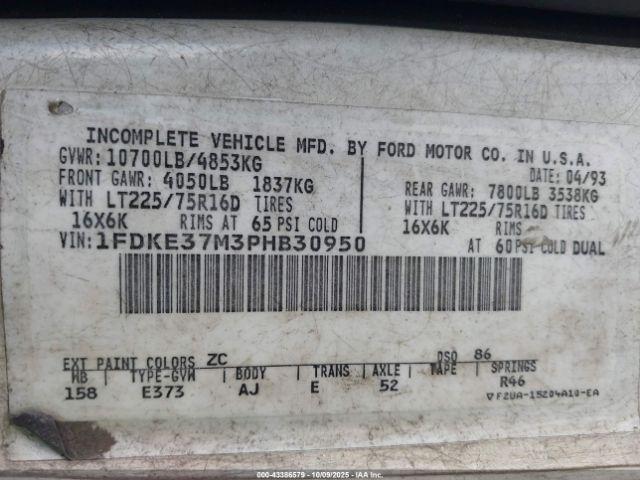 INCOMPLETE VEHICLE MFD. BY FORD MOTOR CO. IN U.S.A.
GVWR: 10700LB/4853KG DATE: 04/93
FRONT GAWR: 4050LB 1837KG REAR GAWR: 7800LB 3538KG
WITH LT225/75R16D TIRES WITH LT225/75R16D TIRES
16X6K RIMS AT 65 PSI COLD 16X6K RIMS
VIN: 1FDKE37M3PHB30950 AT 60 PSI COLD DUAL
EXT PAINT COLORS ZC DSO 86
WB TYPE-GVW BODY TRANS AXLE TAPE SPRINGS
158 E373 AJ E 52 R46
▽F2UA-15204A10-EA
000-43386579 - 10/09/2025 - COPYRIGHT IAA, Inc.